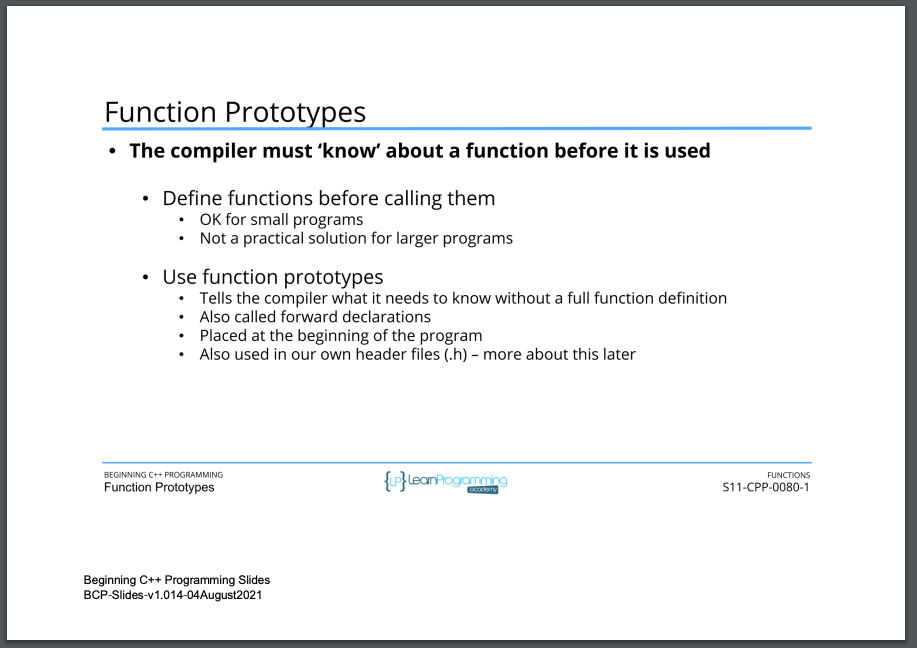 Function Prototypes
• The compiler must ‘know’ about a function before it is used
• Define functions before calling them
• OK for small programs
• Not a practical solution for larger programs
• Use function prototypes
• Tells the compiler what it needs to know without a full function definition
• Also called forward declarations
• Placed at the beginning of the program
• Also used in our own header files (.h) – more about this later
BEGINNING C++ PROGRAMMING
Function Prototypes
{LP} LearnProgramming
academy
FUNCTIONS
S11-CPP-0080-1
Beginning C++ Programming Slides
BCP-Slides-v1.014-04August2021